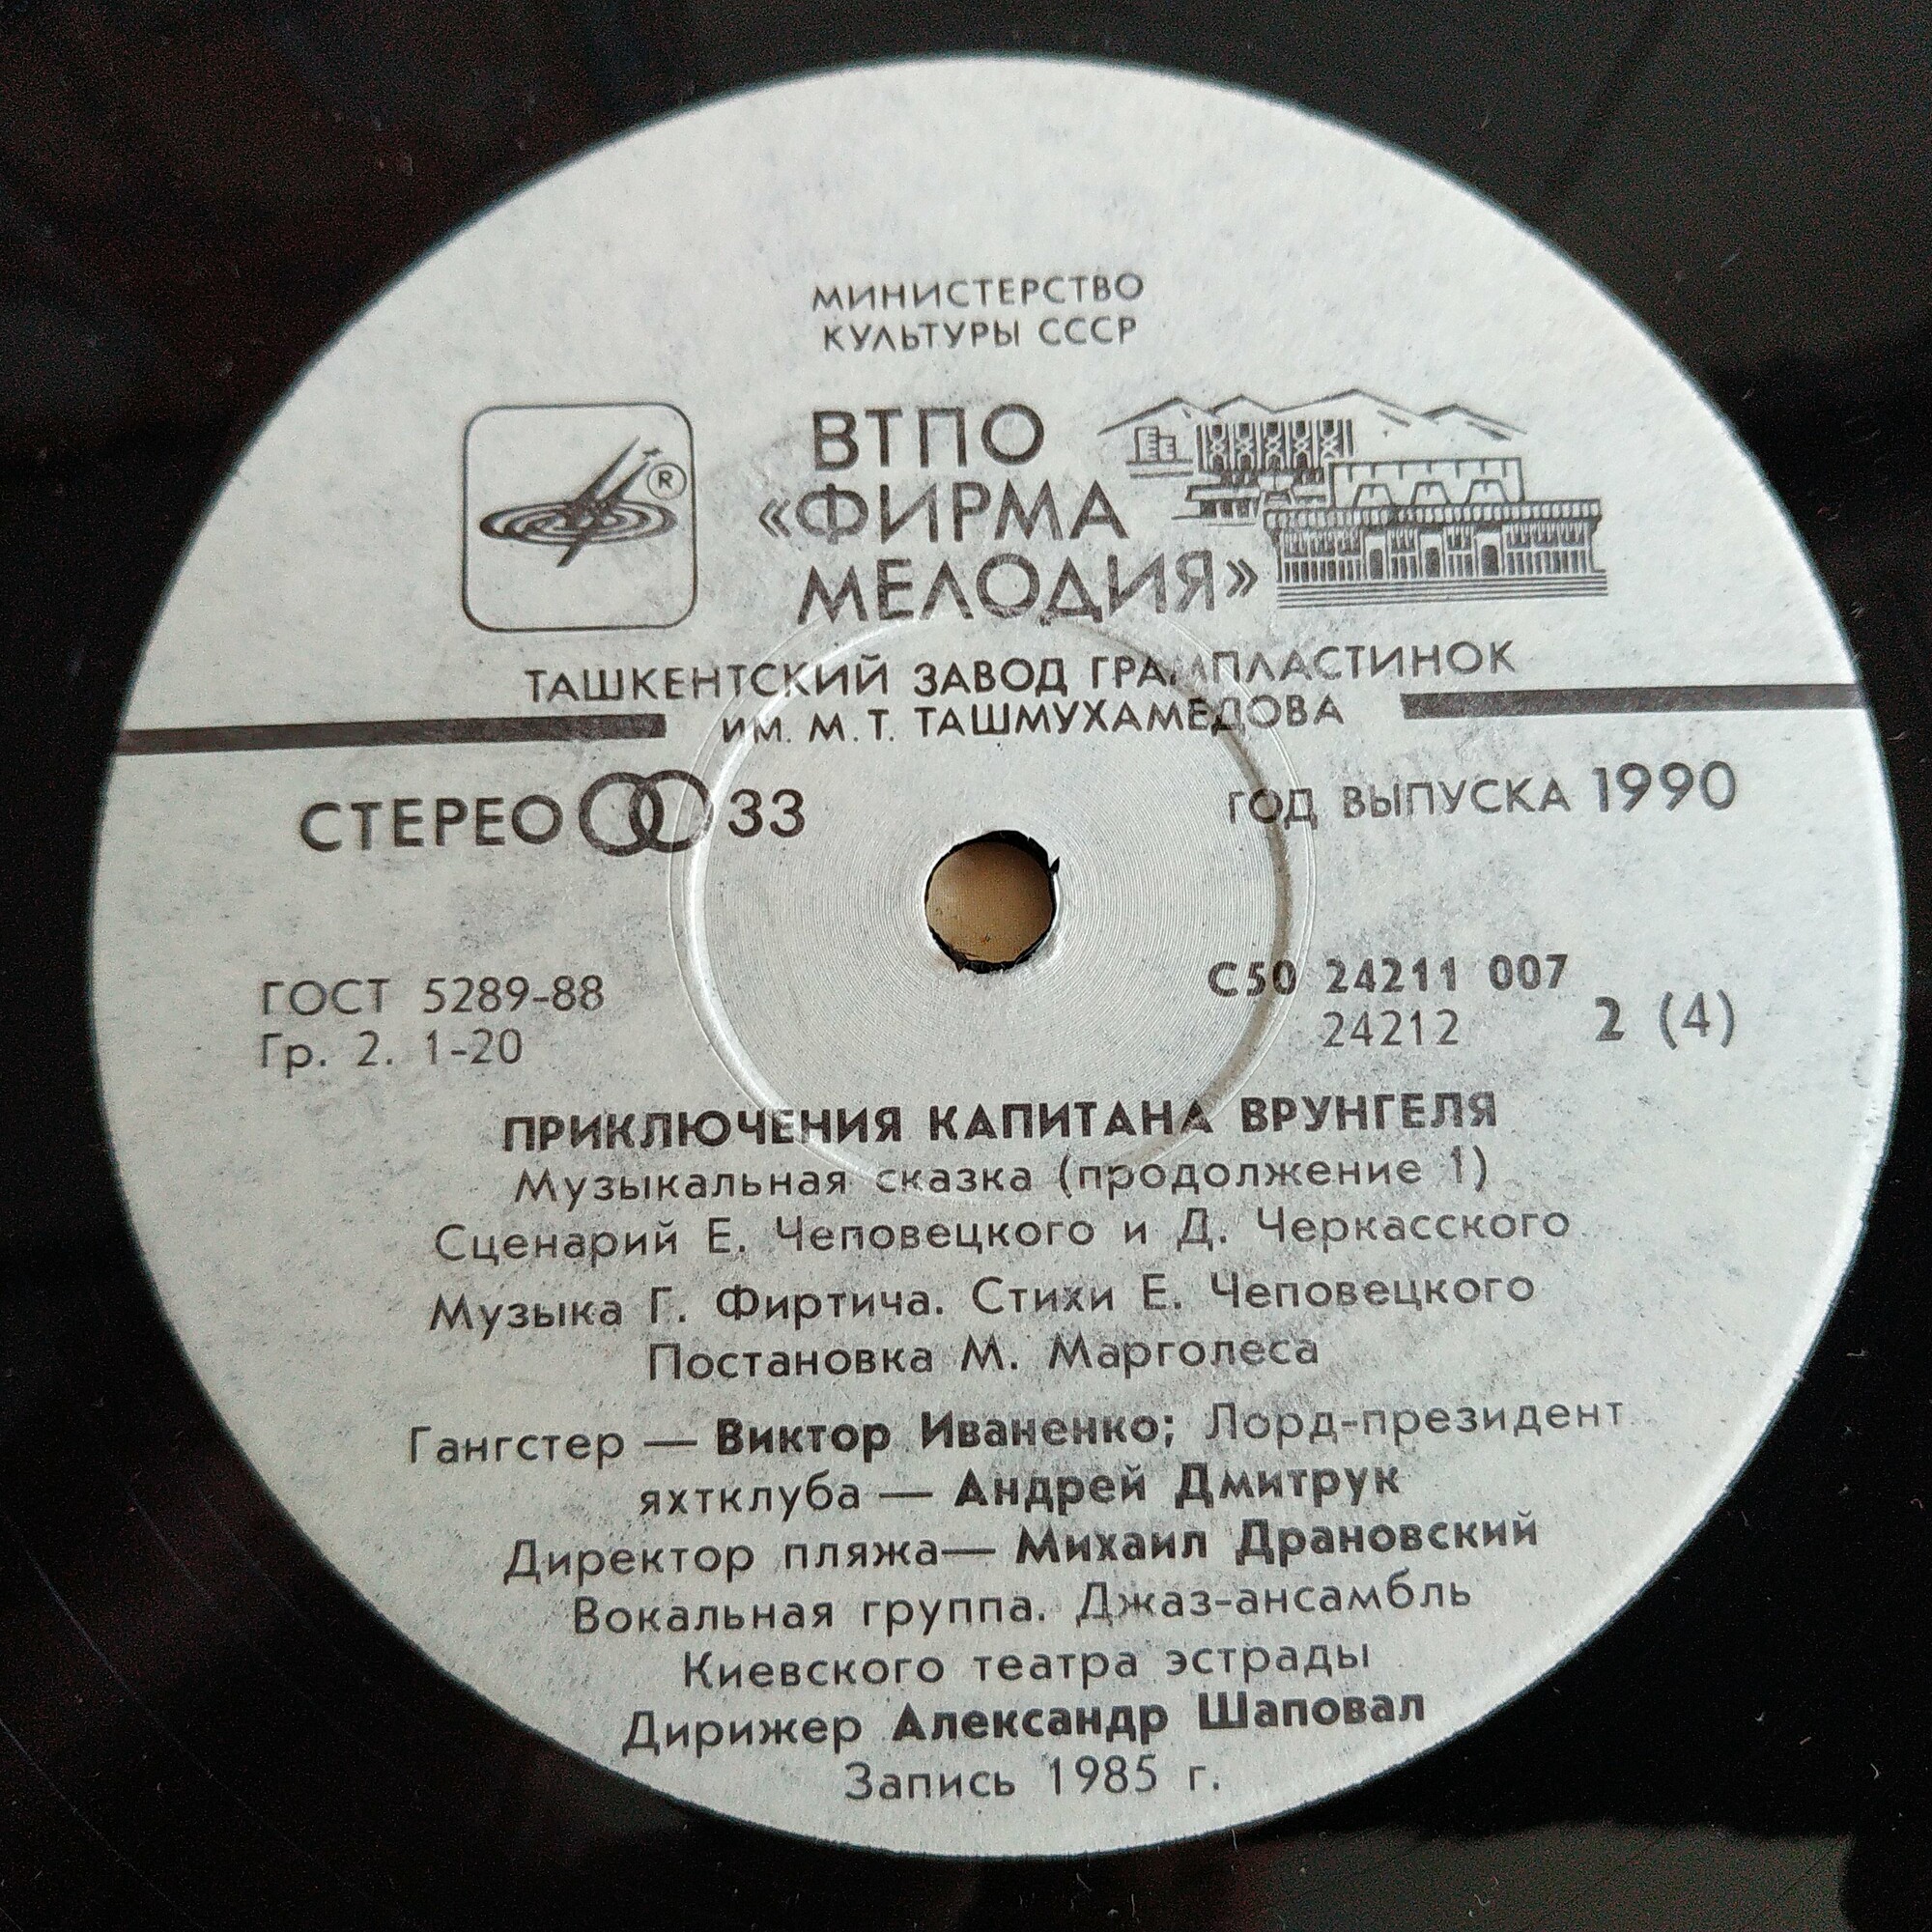 МИНИСТЕРСТВО
КУЛЬТУРЫ СССР
ВТПО
«ФИРМА
МЕЛОДИЯ»
®
ТАШКЕНТСКИЙ ЗАВОД ГРАМПЛАСТИНОК
ИМ. М. Т. ТАШМУХАМЕДОВА
СТЕРЕО 33
ГОД ВЫПУСКА 1990
ГОСТ 5289-88
Гр. 2. 1-20
С50 24211 007
24212 2 (4)
ПРИКЛЮЧЕНИЯ КАПИТАНА ВРУНГЕЛЯ
Музыкальная сказка (продолжение 1)
Сценарий Е. Чеповецкого и Д. Черкасского
Музыка Г. Фиртича. Стихи Е. Чеповецкого
Постановка М. Марголеса
Гангстер — Виктор Иваненко; Лорд-президент
яхтклуба — Андрей Дмитрук
Директор пляжа— Михаил Драновский
Вокальная группа. Джаз-ансамбль
Киевского театра эстрады
Дирижер Александр Шаповал
Запись 1985 г.